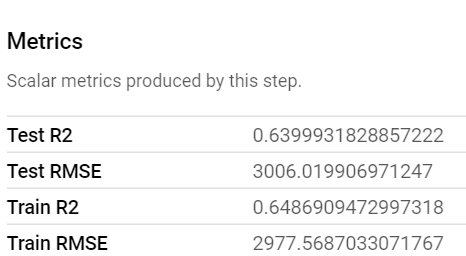 Metrics
Scalar metrics produced by this step.
Test R2 0.6399931828857222
Test RMSE 3006.019906971247
Train R2 0.6486909472997318
Train RMSE 2977.5687033071767